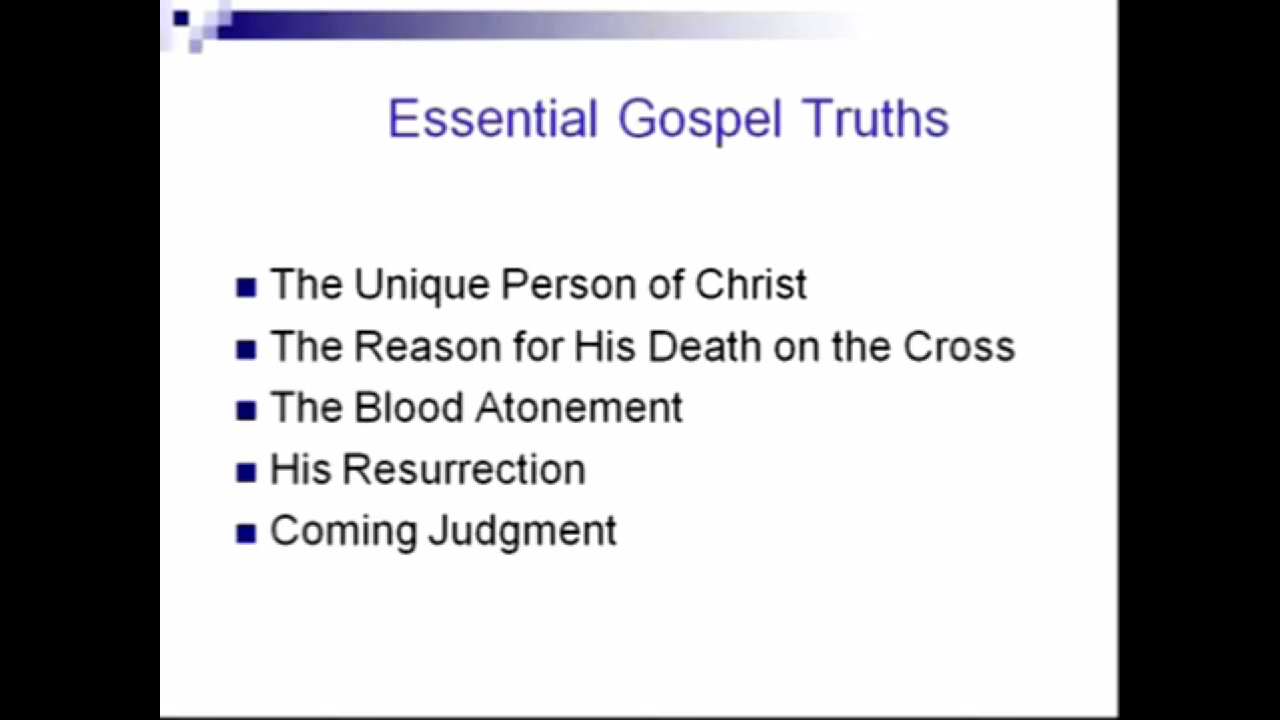 Essential Gospel Truths
The Unique Person of Christ
The Reason for His Death on the Cross
The Blood Atonement
His Resurrection
Coming Judgment